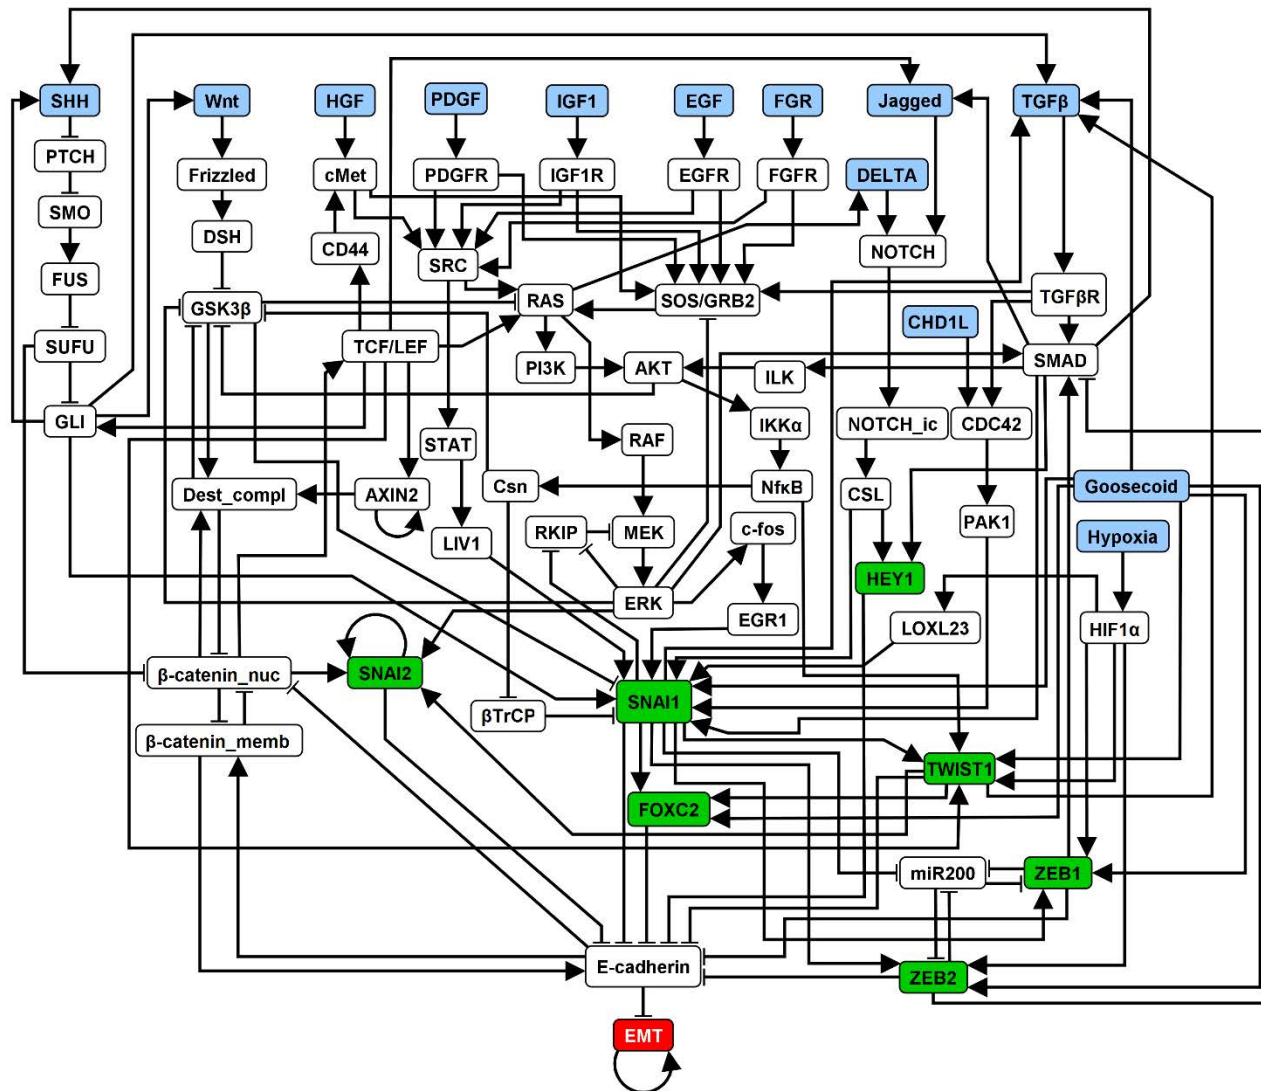 SHH
Wnt
HGF
PDGF
IGF1
EGF
FGR
Jagged
TGFβ
PTCH
Frizzled
cMet
PDGFR
IGF1R
EGFR
FGFR
DELTA
SMO
DSH
CD44
SRC
NOTCH
FUS
GSK3β
RAS
SOS/GRB2
TGFβR
CHD1L
SUFU
TCF/LEF
PI3K
AKT
ILK
SMAD
GLI
STAT
RAF
IKKα
NOTCH_ic
CDC42
Dest_compl
AXIN2
Csn
NfκB
CSL
Goosecoid
LIV1
RKIP
MEK
c-fos
PAK1
Hypoxia
HEY1
ERK
EGR1
LOXL23
HIF1α
β-catenin_nuc
SNAI2
SNAI1
βTrCP
β-catenin_memb
TWIST1
FOXC2
miR200
ZEB1
E-cadherin
ZEB2
EMT